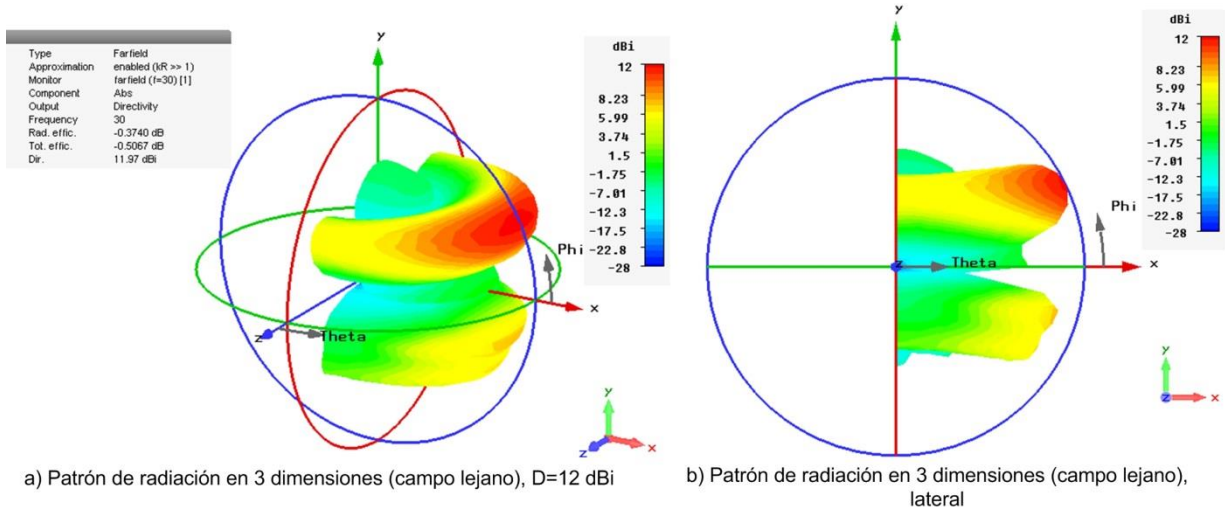 Type Farfield
Approximation enabled (kR >> 1)
Monitor farfield (f=30) [1]
Component Abs
Output Directivity
Frequency 30
Rad. effic. -0.3740 dB
Tot. effic. -0.5067 dB
Dir. 11.97 dBi
y
Phi
x
z
Theta
y
x
z
dBi
12
8.23
5.99
3.74
1.5
-1.75
-7.01
-12.3
-17.5
-22.8
-28
a) Patrón de radiación en 3 dimensiones (campo lejano), D=12 dBi
y
Phi
z
Theta
x
y
z
x
dBi
12
8.23
5.99
3.74
1.5
-1.75
-7.01
-12.3
-17.5
-22.8
-28
b) Patrón de radiación en 3 dimensiones (campo lejano),
lateral